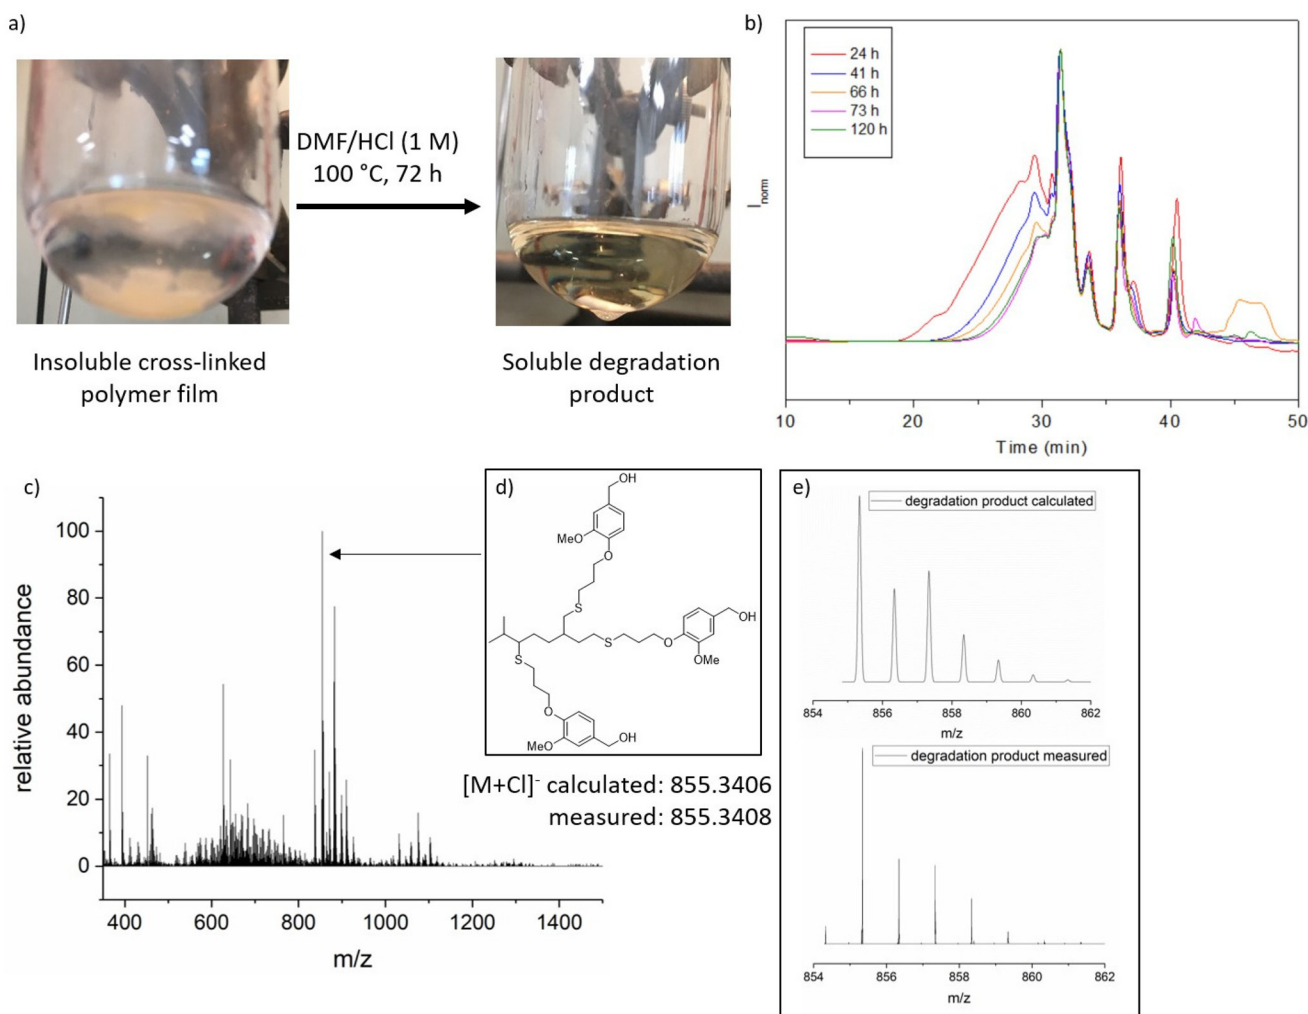 a)
DMF/HCl (1 M)
100 °C, 72 h
Insoluble cross-linked
polymer film
Soluble degradation
product
b)
24 h
41 h
66 h
73 h
120 h
I norm
10 20 30 40 50
Time (min)
c)
100
80
60
40
20
0
relative abundance
400 600 800 1000 1200 1400
m/z
d)
OH
MeO
O
S
OH
S
O
OMe
S
O
MeO
OH
[M+Cl]- calculated: 855.3406
measured: 855.3408
e)
degradation product calculated
854 856 858 860 862
m/z
degradation product measured
854 856 858 860 862
m/z